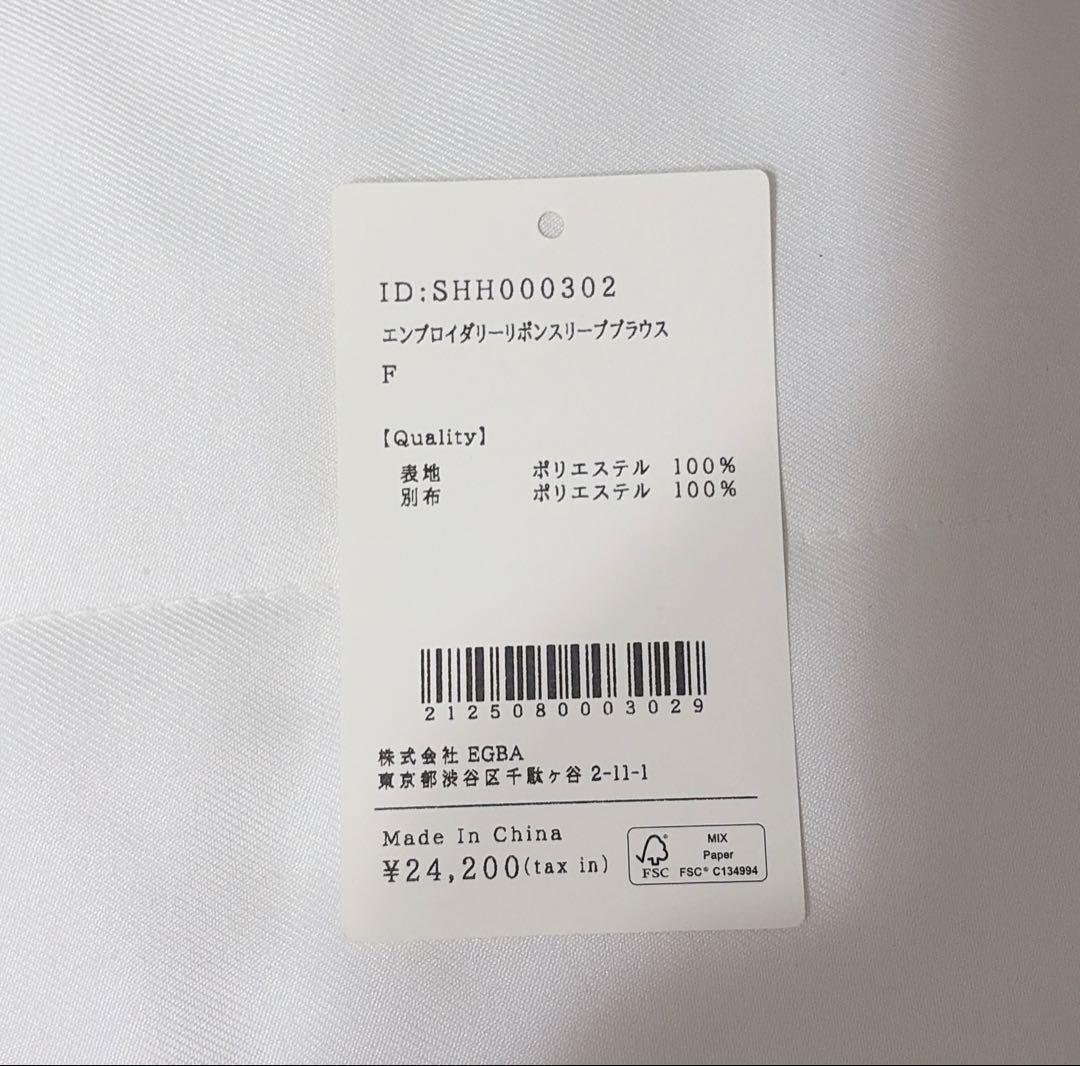 ID:SHH000302
エンブロイダリーリボンスリーブブラウス
F
【Quality】
表地 ポリエステル 100%
別布 ポリエステル 100%
2125080003029
株式会社 EGBA
東京都渋谷区千駄ヶ谷 2-11-1
Made In China
¥24,200(tax in)
FSC
MIX
Paper
FSC® C134994